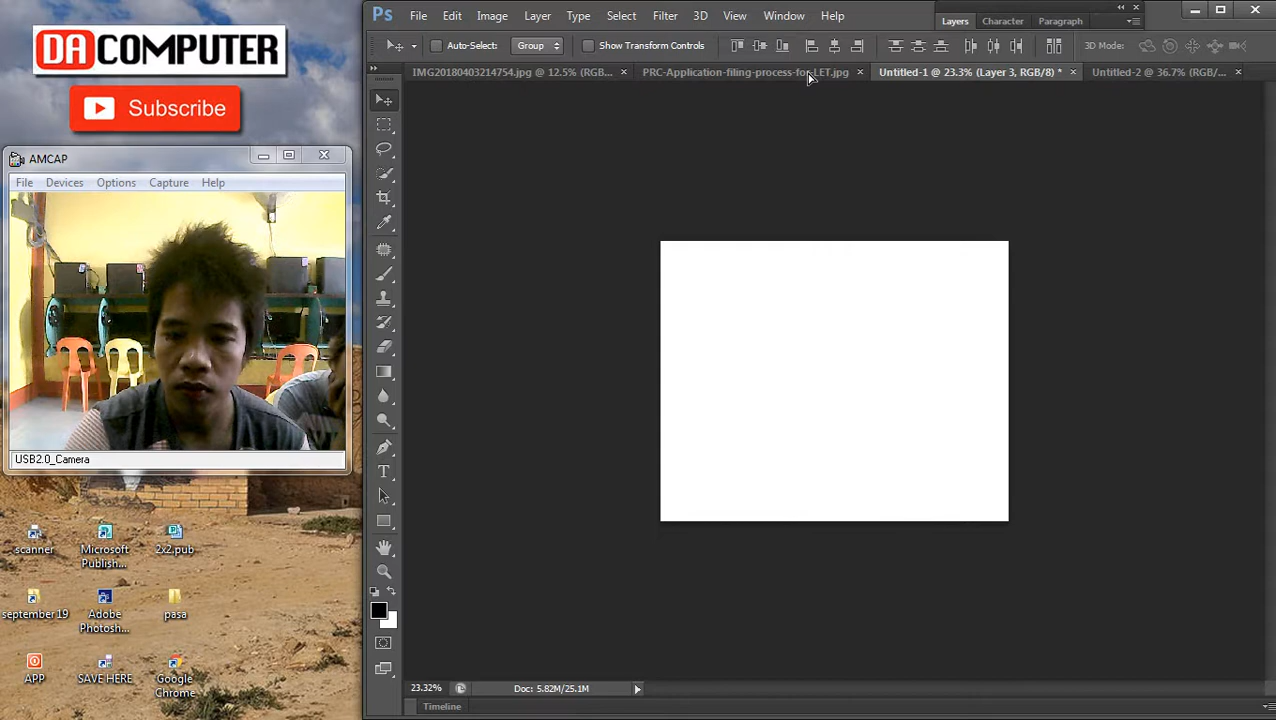 DACOMPUTER
Subscribe
AMCAP
File Devices Options Capture Help
USB2.0_Camera
scanner
Microsoft Publish...
2x2.pub
september 19
Adobe Photosh...
pasa
APP
SAVE HERE
Google Chrome
Ps File Edit Image Layer Type Select Filter 3D View Window Help
Layers Character Paragraph
Auto-Select: Group Show Transform Controls 3D Mode:
IMG20180403214754.jpg @ 12.5% (RGB... PRC-Application-filing-process-for-LET.jpg Untitled-1 @ 23.3% (Layer 3, RGB/8) * Untitled-2 @ 36.7% (RGB/...
T
23.32% Doc: 5.82M/25.1M
Timeline